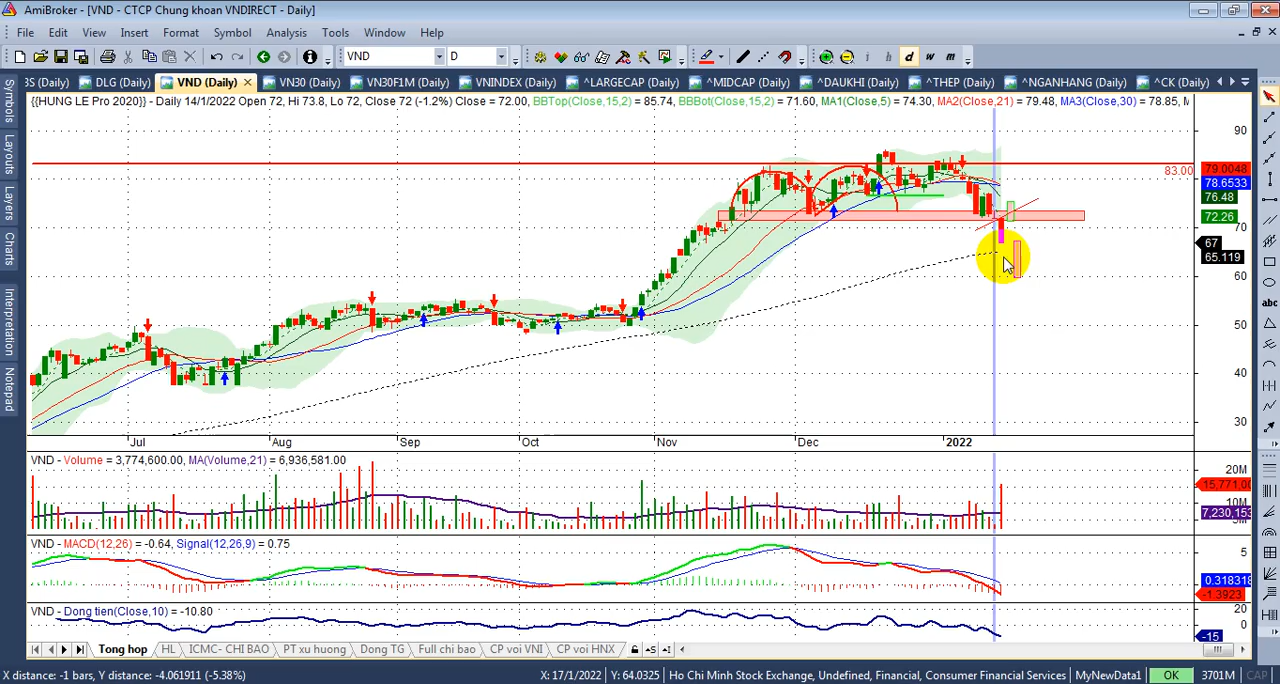 AmiBroker - [VND - CTCP Chung khoan VNDIRECT - Daily]
File Edit View Insert Format Symbol Analysis Tools Window Help
VND D i h d w m
3S (Daily) DLG (Daily) VND (Daily) VN30 (Daily) VN30F1M (Daily) VNINDEX (Daily) ^LARGECAP (Daily) ^MIDCAP (Daily) ^DAUKHI (Daily) ^THEP (Daily) ^NGANHANG (Daily) ^CK (Daily)
{{HUNG LE Pro 2020}} - Daily 14/1/2022 Open 72, Hi 73.8, Lo 72, Close 72 (-1.2%) Close = 72.00, BBTop(Close,15,2) = 85.74, BBBot(Close,15,2) = 71.60, MA1(Close,5) = 74.30, MA2(Close,21) = 79.48, MA3(Close,30) = 78.85, M
Symbols
Layouts
Layers
Charts
Interpretation
Notepad
90
83.00
79.0048
78.6533
76.48
72.26
70
67
65.119
60
50
40
30
Jul Aug Sep Oct Nov Dec 2022
VND - Volume = 3,774,600.00, MA(Volume,21) = 6,936,581.00
20M
15,771,00
10M
7,230,153
VND - MACD(12,26) = -0.64, Signal(12,26,9) = 0.75
5
0.318318
-1.3923
VND - Dong tien(Close,10) = -10.80
20
0
-15
Tong hop HL ICMC- CHI BAO PT xu huong Dong TG Full chi bao CP voi VNI CP voi HNX
X distance: -1 bars, Y distance: -4.061911 (-5.38%) X: 17/1/2022 Y: 64.0325 Ho Chi Minh Stock Exchange, Undefined, Financial, Consumer Financial Services MyNewData1 OK 3701M CAP
abc